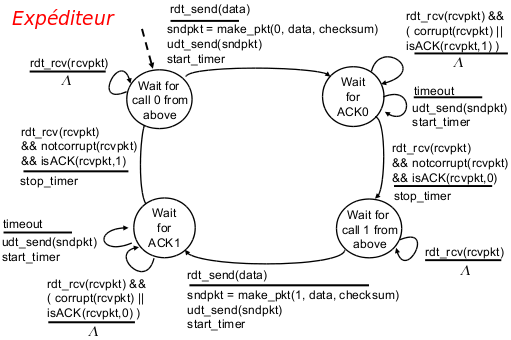 Expéditeur
rdt_send(data)
sndpkt = make_pkt(0, data, checksum)
udt_send(sndpkt)
start_timer
rdt_rcv(rcvpkt) &&
( corrupt(rcvpkt) ||
isACK(rcvpkt,1) )
Λ
rdt_rcv(rcvpkt)
Λ
Wait for
call 0 from
above
Wait
for
ACK0
timeout
udt_send(sndpkt)
start_timer
rdt_rcv(rcvpkt)
&& notcorrupt(rcvpkt)
&& isACK(rcvpkt,1)
stop_timer
rdt_rcv(rcvpkt)
&& notcorrupt(rcvpkt)
&& isACK(rcvpkt,0)
stop_timer
timeout
udt_send(sndpkt)
start_timer
Wait
for
ACK1
Wait for
call 1 from
above
rdt_rcv(rcvpkt)
Λ
rdt_rcv(rcvpkt) &&
( corrupt(rcvpkt) ||
isACK(rcvpkt,0) )
Λ
rdt_send(data)
sndpkt = make_pkt(1, data, checksum)
udt_send(sndpkt)
start_timer